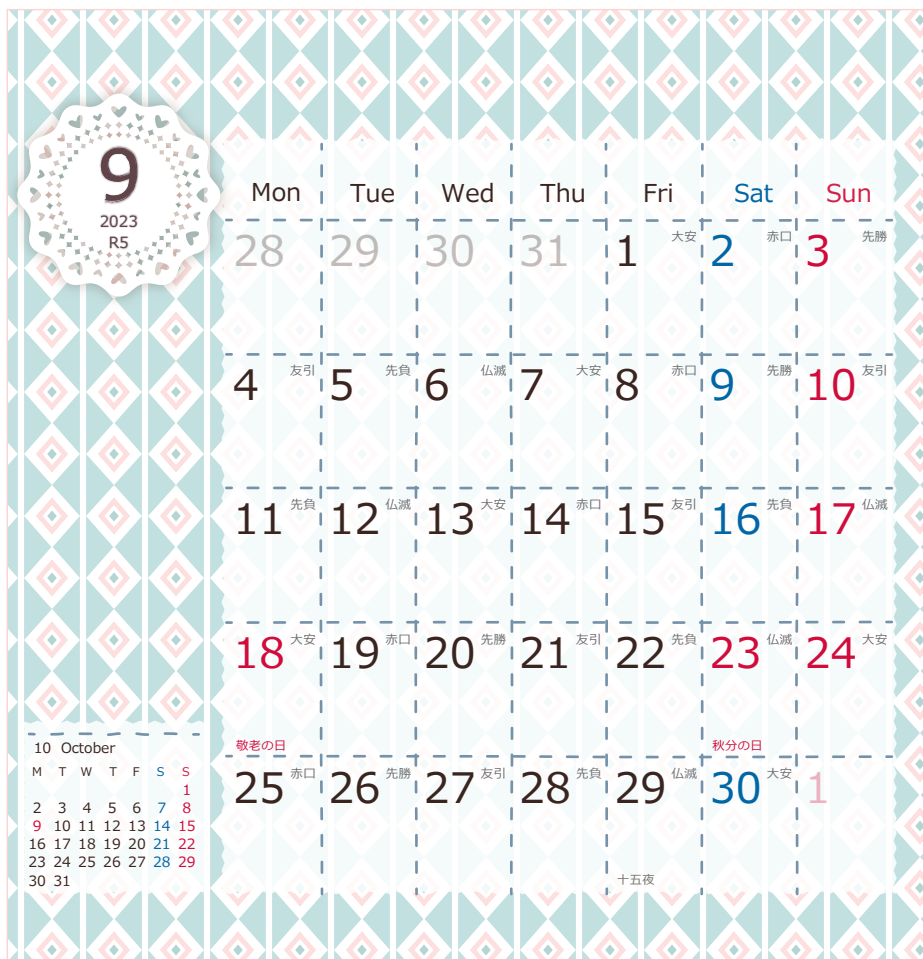 9
2023
R5
Mon Tue Wed Thu Fri Sat Sun
28 29 30 31 1 大安 2 赤口 3 先勝
4 友引 5 先負 6 仏滅 7 大安 8 赤口 9 先勝 10 友引
11 先負 12 仏滅 13 大安 14 赤口 15 友引 16 先負 17 仏滅
18 大安 19 赤口 20 先勝 21 友引 22 先負 23 仏滅 24 大安
敬老の日 秋分の日
25 赤口 26 先勝 27 友引 28 先負 29 仏滅 30 大安 1
十五夜
10 October
M T W T F S S
1
2 3 4 5 6 7 8
9 10 11 12 13 14 15
16 17 18 19 20 21 22
23 24 25 26 27 28 29
30 31